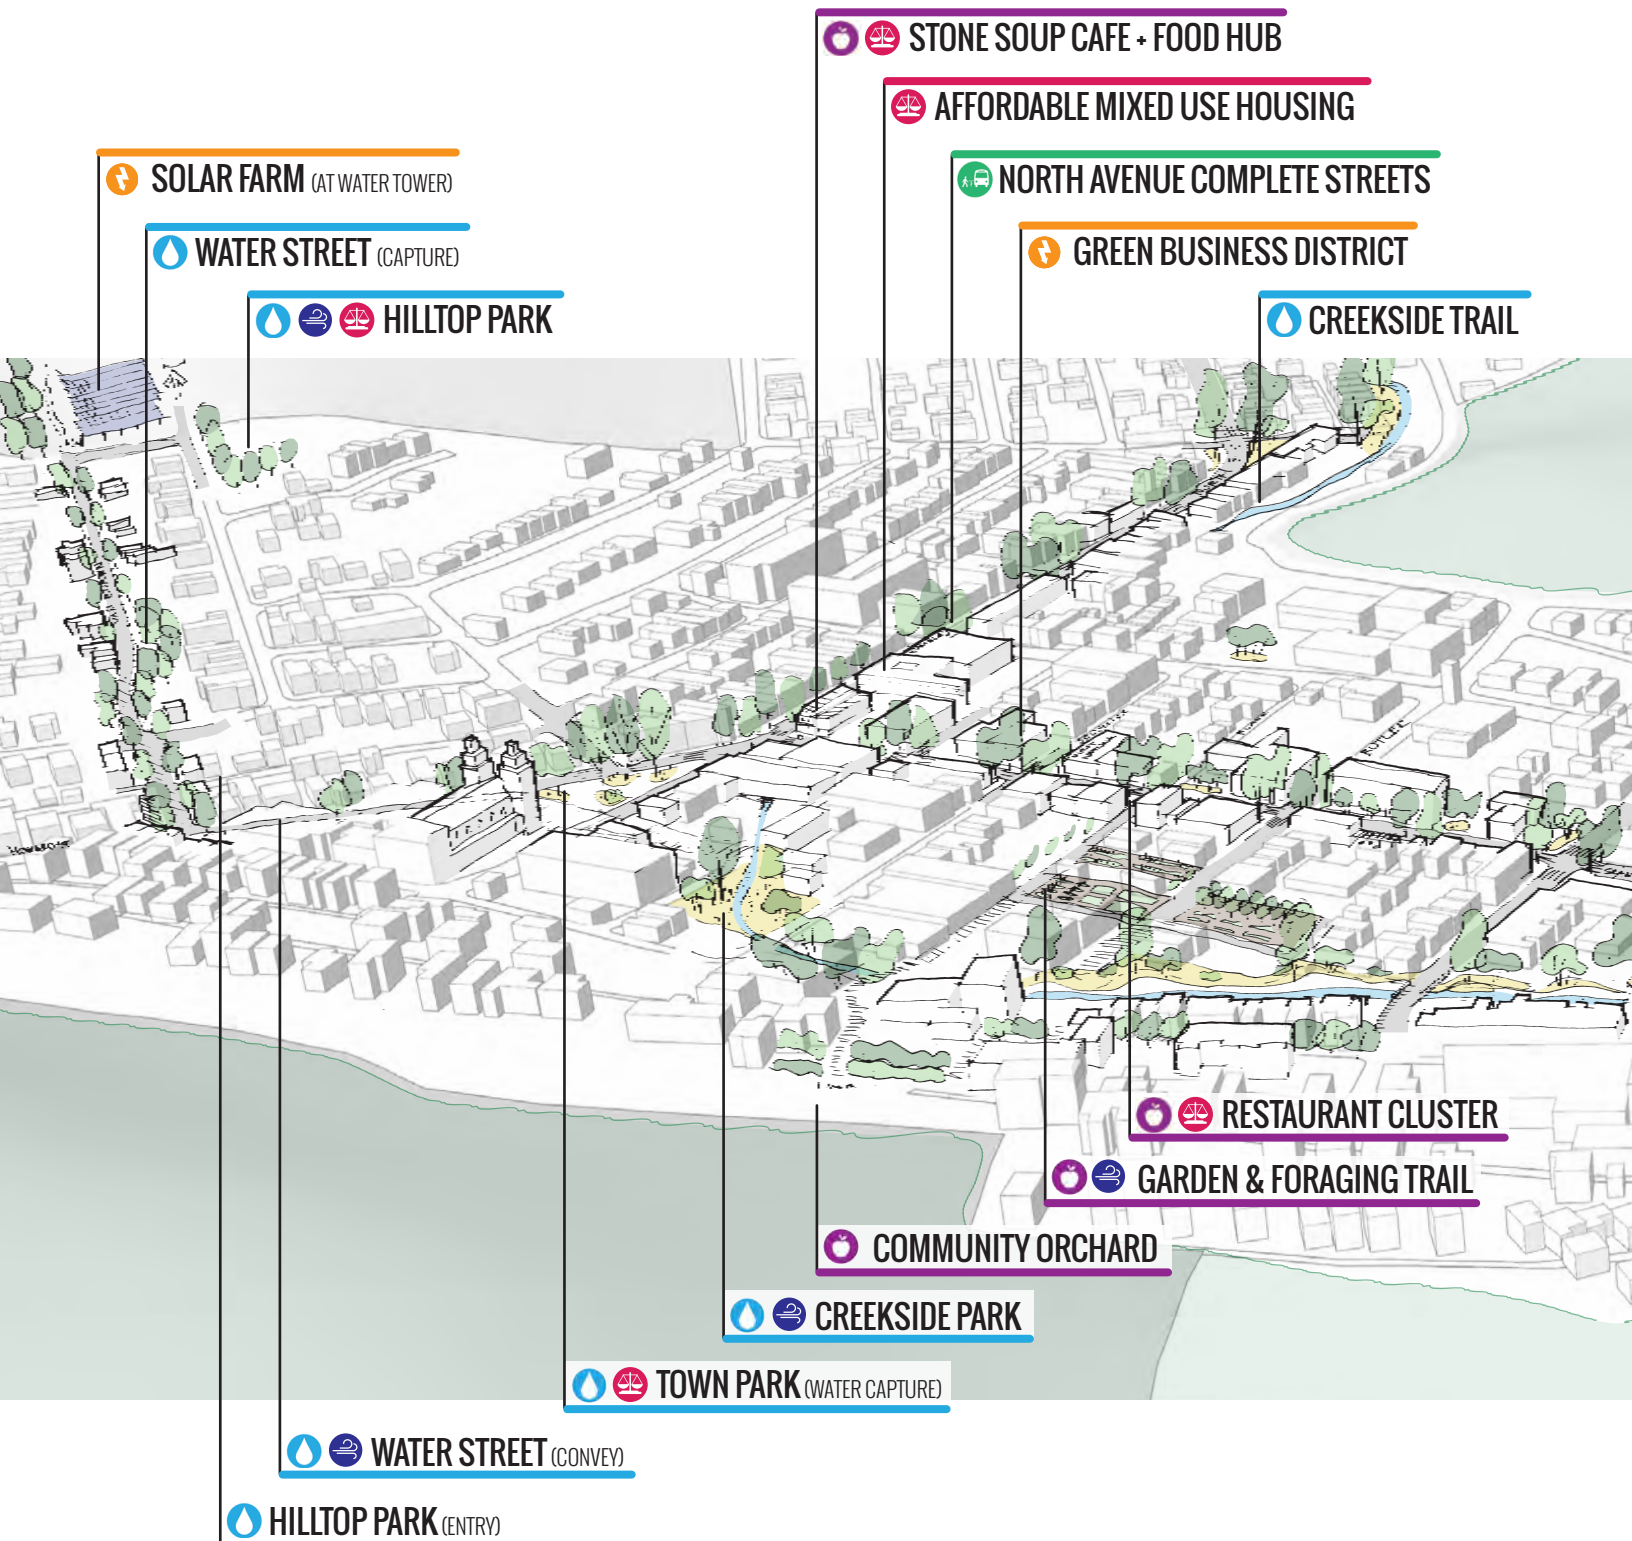 STONE SOUP CAFE + FOOD HUB
AFFORDABLE MIXED USE HOUSING
SOLAR FARM (AT WATER TOWER)
NORTH AVENUE COMPLETE STREETS
WATER STREET (CAPTURE)
GREEN BUSINESS DISTRICT
HILLTOP PARK
CREEKSIDE TRAIL
RESTAURANT CLUSTER
GARDEN & FORAGING TRAIL
COMMUNITY ORCHARD
CREEKSIDE PARK
TOWN PARK (WATER CAPTURE)
WATER STREET (CONVEY)
HILLTOP PARK (ENTRY)